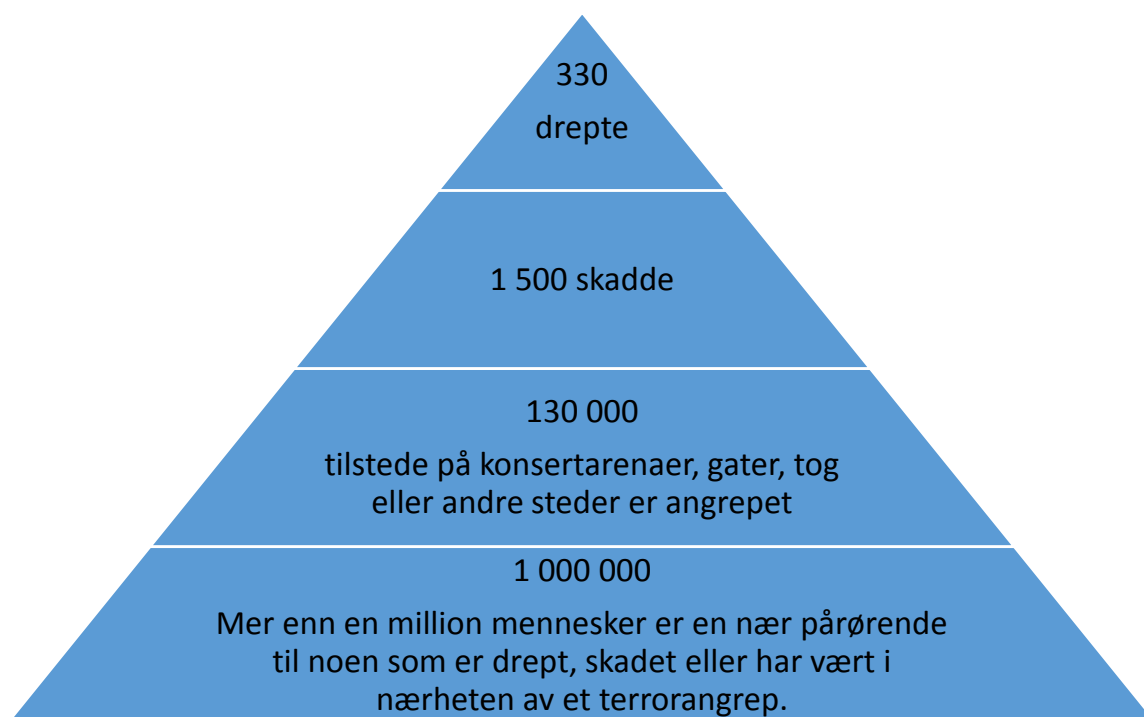 330
drepte
1 500 skadde
130 000
tilstede på konsertarenaer, gater, tog
eller andre steder er angrepet
1 000 000
Mer enn en million mennesker er en nær pårørende
til noen som er drept, skadet eller har vært i
nærheten av et terrorangrep.